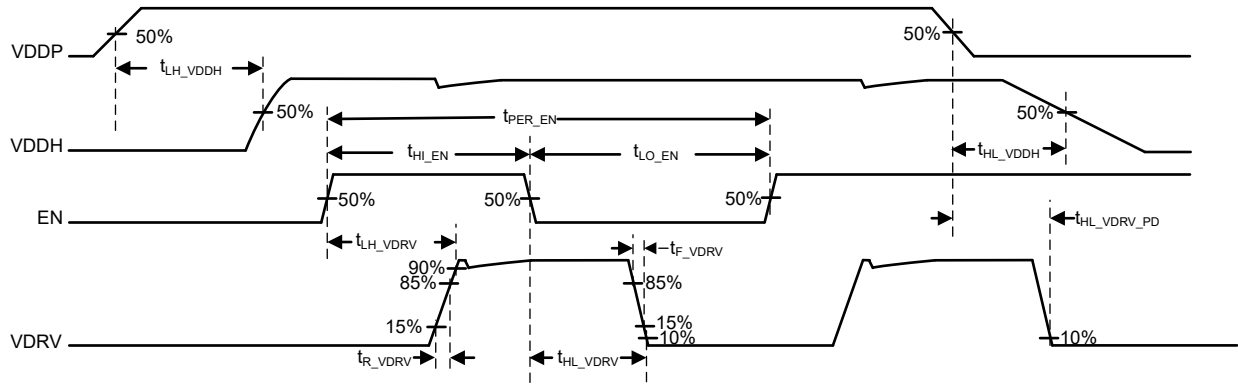 VDDP
50%
50%
tLH_VDDH
VDDH
50%
50%
tPER_EN
tHI_EN
tLO_EN
tHL_VDDH
EN
50%
50%
50%
tLH_VDRV
tF_VDRV
tHL_VDRV_PD
90%
85%
85%
15%
15%
10%
10%
VDRV
tR_VDRV
tHL_VDRV